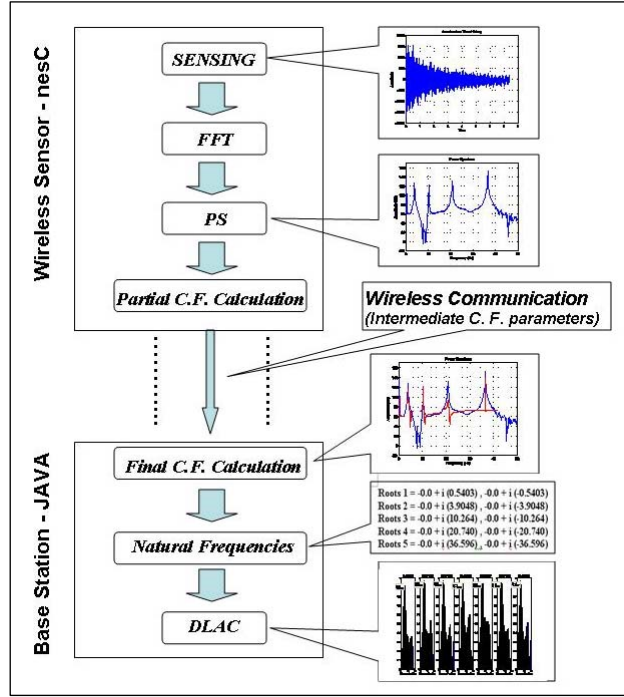 Wireless Sensor - nesC
SENSING
FFT
PS
Partial C.F. Calculation
Wireless Communication
(Intermediate C. F. parameters)
Base Station - JAVA
Final C.F. Calculation
Natural Frequencies
DLAC
Time
Roots 1 = -0.0 + i (0.5403) , -0.0 + i (-0.5403)
Roots 2 = -0.0 + i (3.9048) , -0.0 + i (-3.9048)
Roots 3 = -0.0 + i (10.264) , -0.0 + i (-10.264)
Roots 4 = -0.0 + i (20.740) , -0.0 + i (-20.740)
Roots 5 = -0.0 + i (36.596) , -0.0 + i (-36.596)